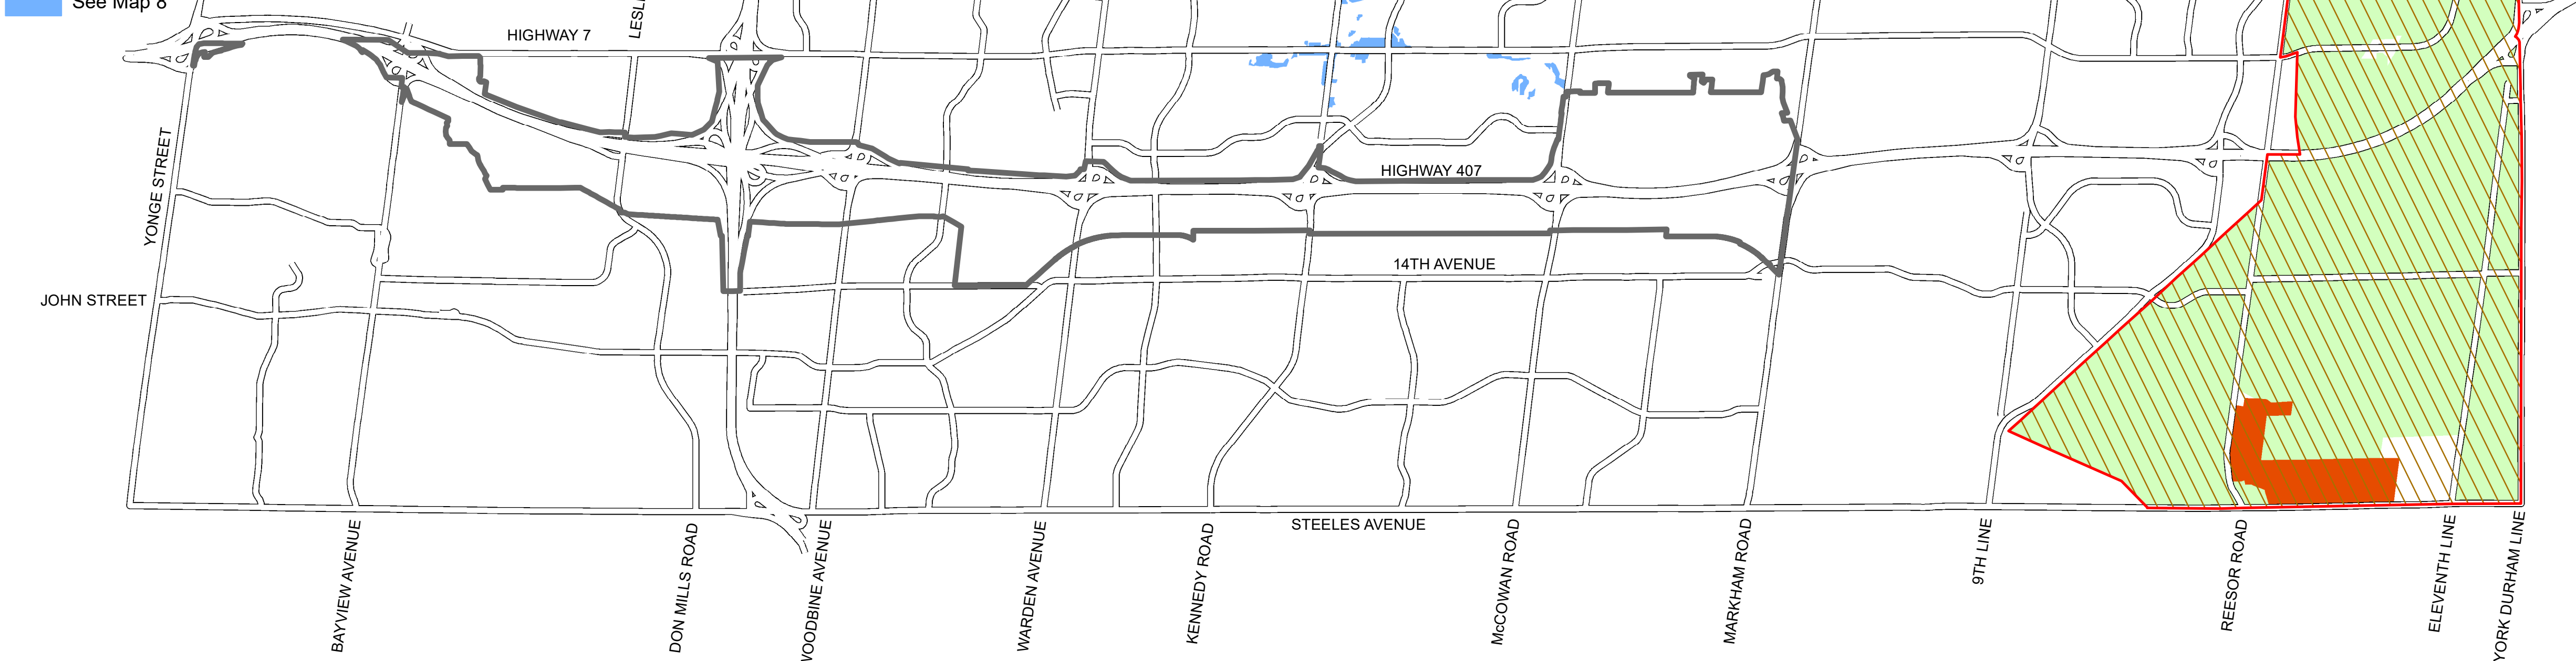 See Map 8
HIGHWAY 7
YONGE STREET
HIGHWAY 407
14TH AVENUE
JOHN STREET
STEELES AVENUE
BAYVIEW AVENUE
DON MILLS ROAD
WOODBINE AVENUE
WARDEN AVENUE
KENNEDY ROAD
McCOWAN ROAD
MARKHAM ROAD
9TH LINE
REESOR ROAD
ELEVENTH LINE
YORK DURHAM LINE